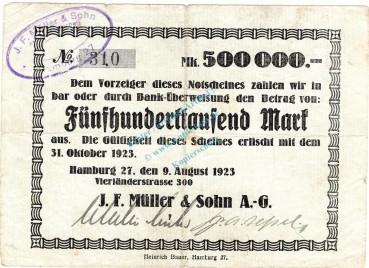 J. F. Müller & Sohn
№ 310 Mk. 500 000.—
Dem Vorzeiger dieses Notscheines zahlen wir in
bar oder durch Bank-Überweisung den Betrag von:
Fünfhunderttausend Mark
aus. Die Gültigkeit dieses Scheines erlischt mit dem
31. Oktober 1923.
Hamburg 27, den 9. August 1923
Vierländerstrasse 300
J. F. Müller & Sohn A.-G.
Heinrich Bauer, Hamburg 27.